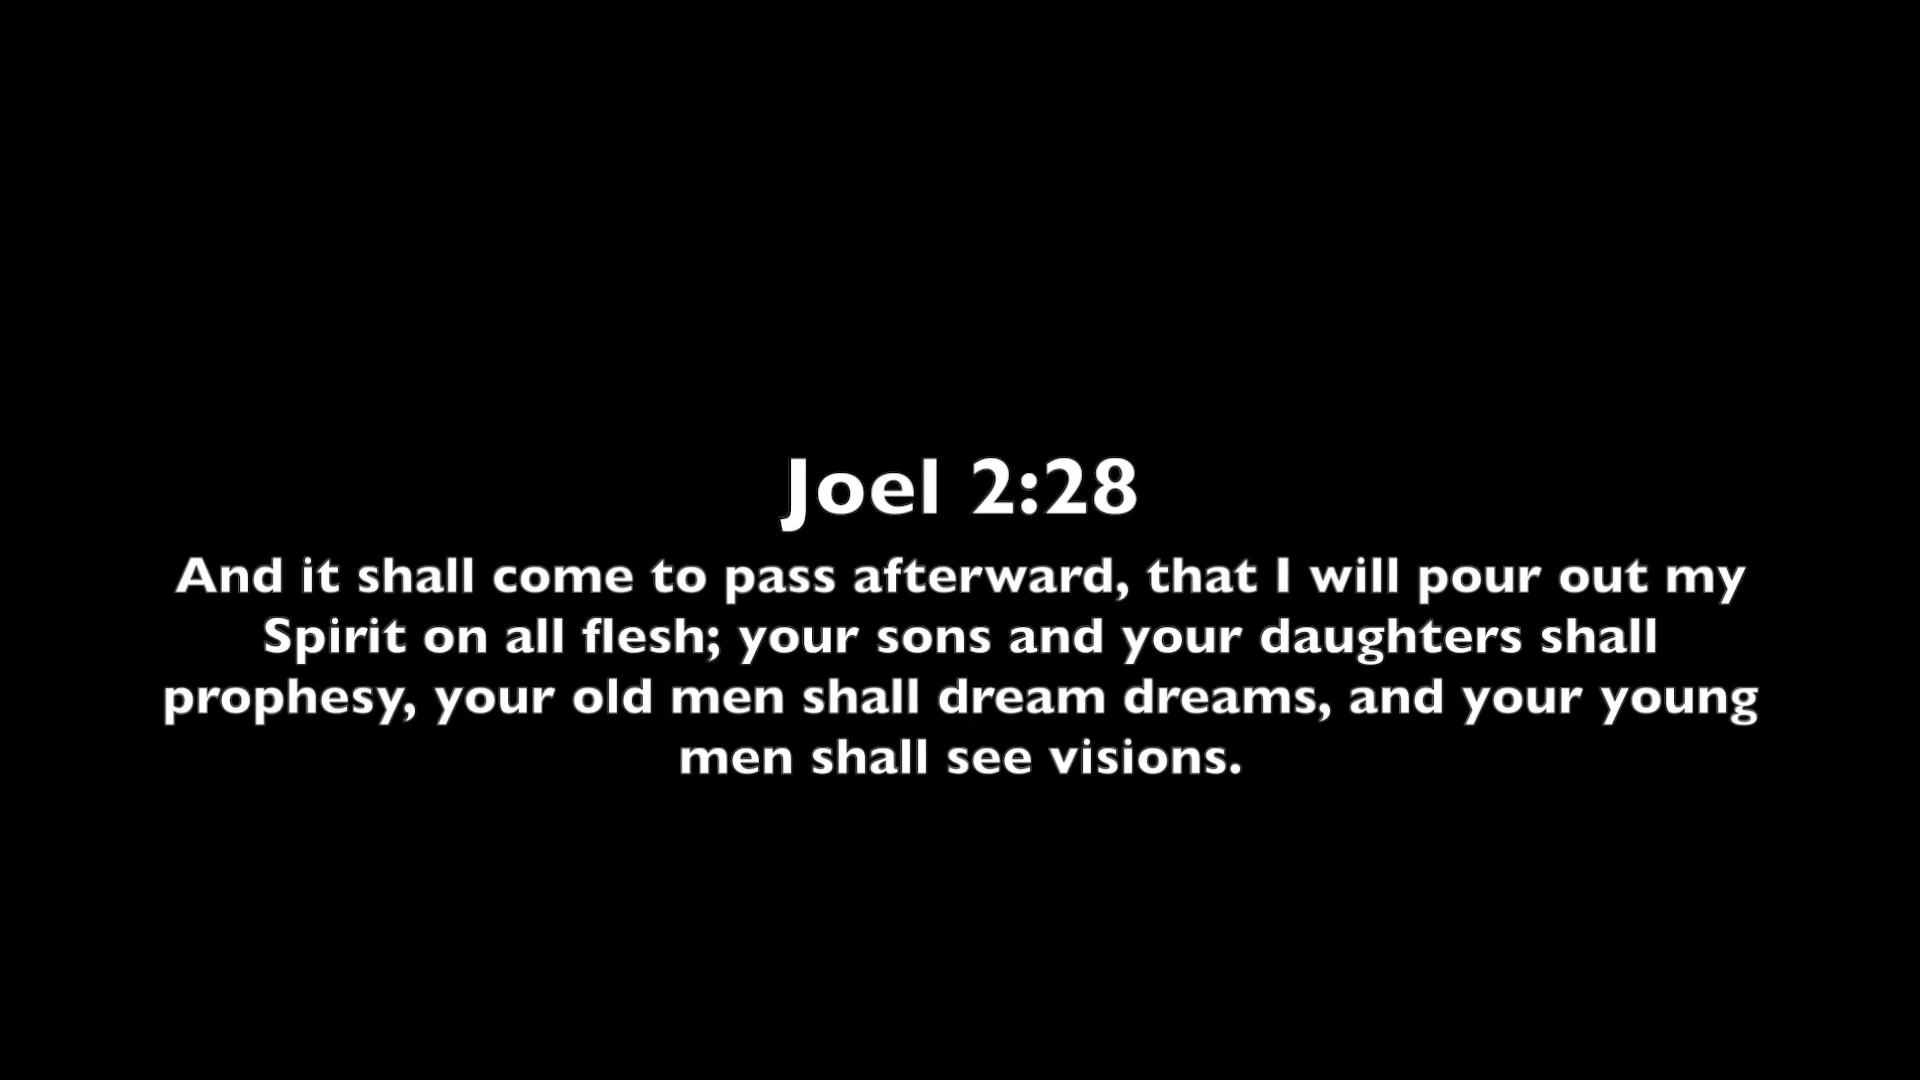 Joel 2:28
And it shall come to pass afterward, that I will pour out my
Spirit on all flesh; your sons and your daughters shall
prophesy, your old men shall dream dreams, and your young
men shall see visions.